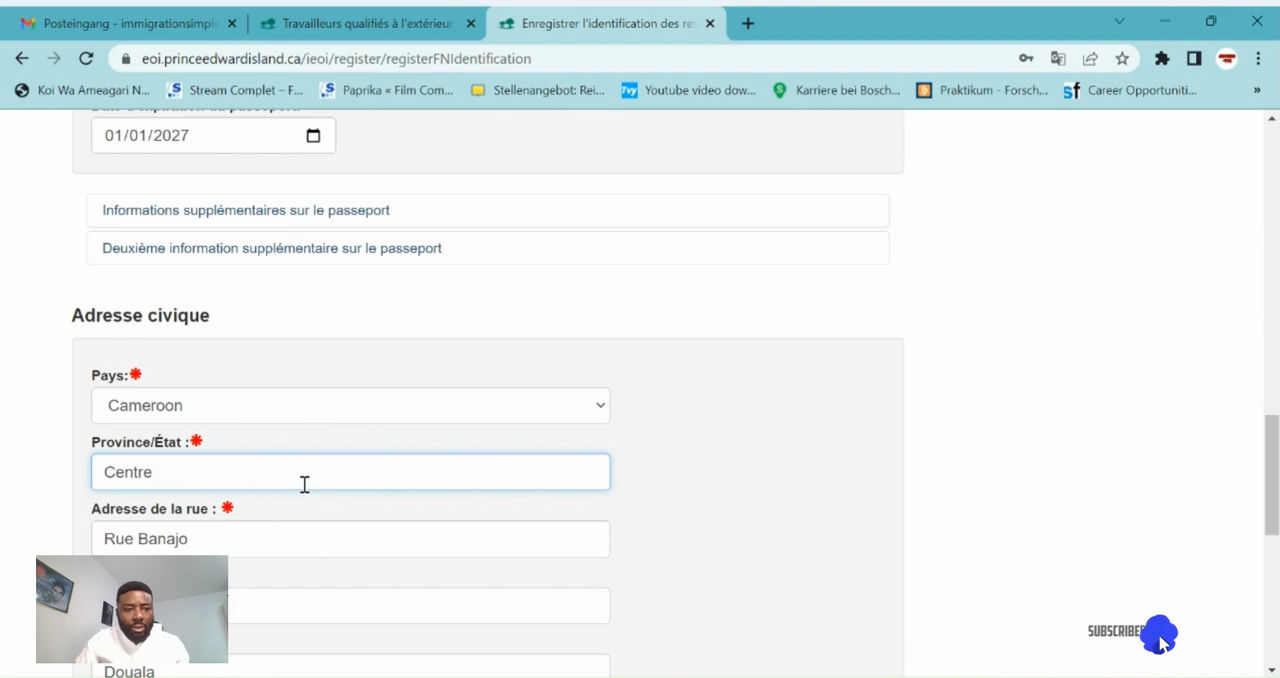 Posteingang - immigrationsimple
Travailleurs qualifiés à l'extérieur
Enregistrer l'identification des res
eoi.princeedwardisland.ca/ieoi/register/registerFNIdentification
Koi Wa Ameagari N...
Stream Complet – F...
Paprika « Film Com...
Stellenangebot: Rei...
Youtube video dow...
Karriere bei Bosch...
Praktikum - Forsch...
Career Opportuniti...
»
01/01/2027
Informations supplémentaires sur le passeport
Deuxième information supplémentaire sur le passeport
Adresse civique
Pays:
Cameroon
Province/État :
Centre
Adresse de la rue :
Rue Banajo
Douala
SUBSCRIBE